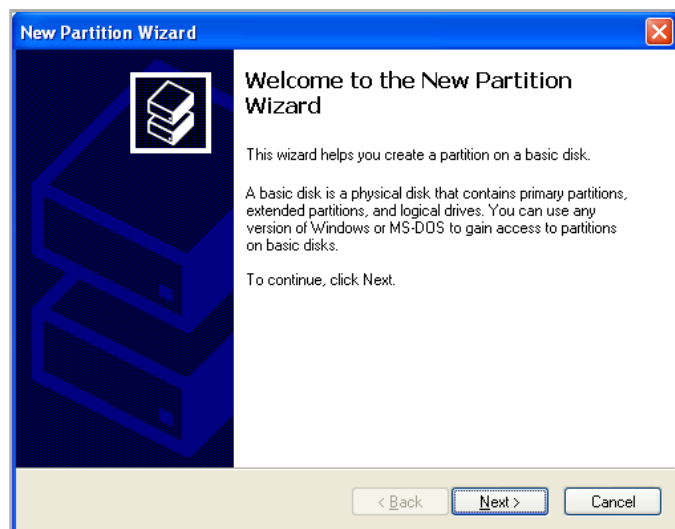 New Partition Wizard
Welcome to the New Partition
Wizard
This wizard helps you create a partition on a basic disk.
A basic disk is a physical disk that contains primary partitions,
extended partitions, and logical drives. You can use any
version of Windows or MS-DOS to gain access to partitions
on basic disks.
To continue, click Next.
< Back
Next >
Cancel